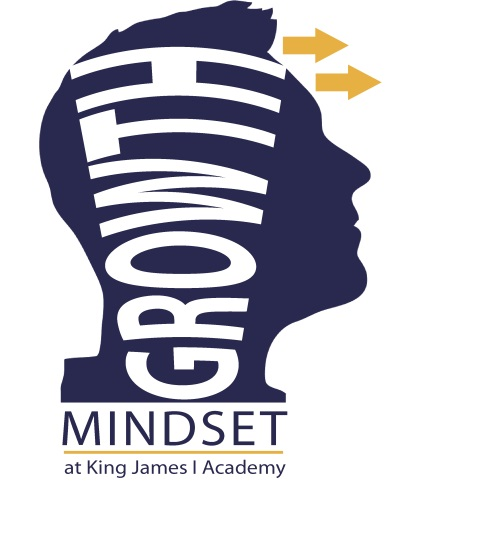 GROWTH
MINDSET
at King James I Academy